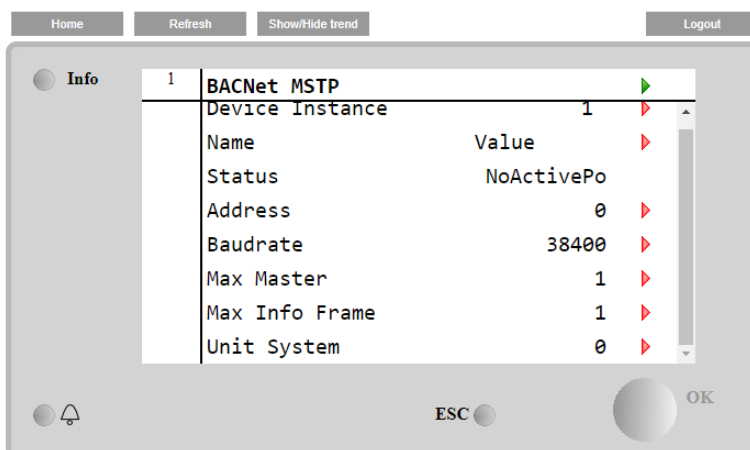 Home Refresh Show/Hide trend Logout
Info
1 BACNet MSTP
Device Instance 1
Name Value
Status NoActivePo
Address 0
Baudrate 38400
Max Master 1
Max Info Frame 1
Unit System 0
ESC
OK